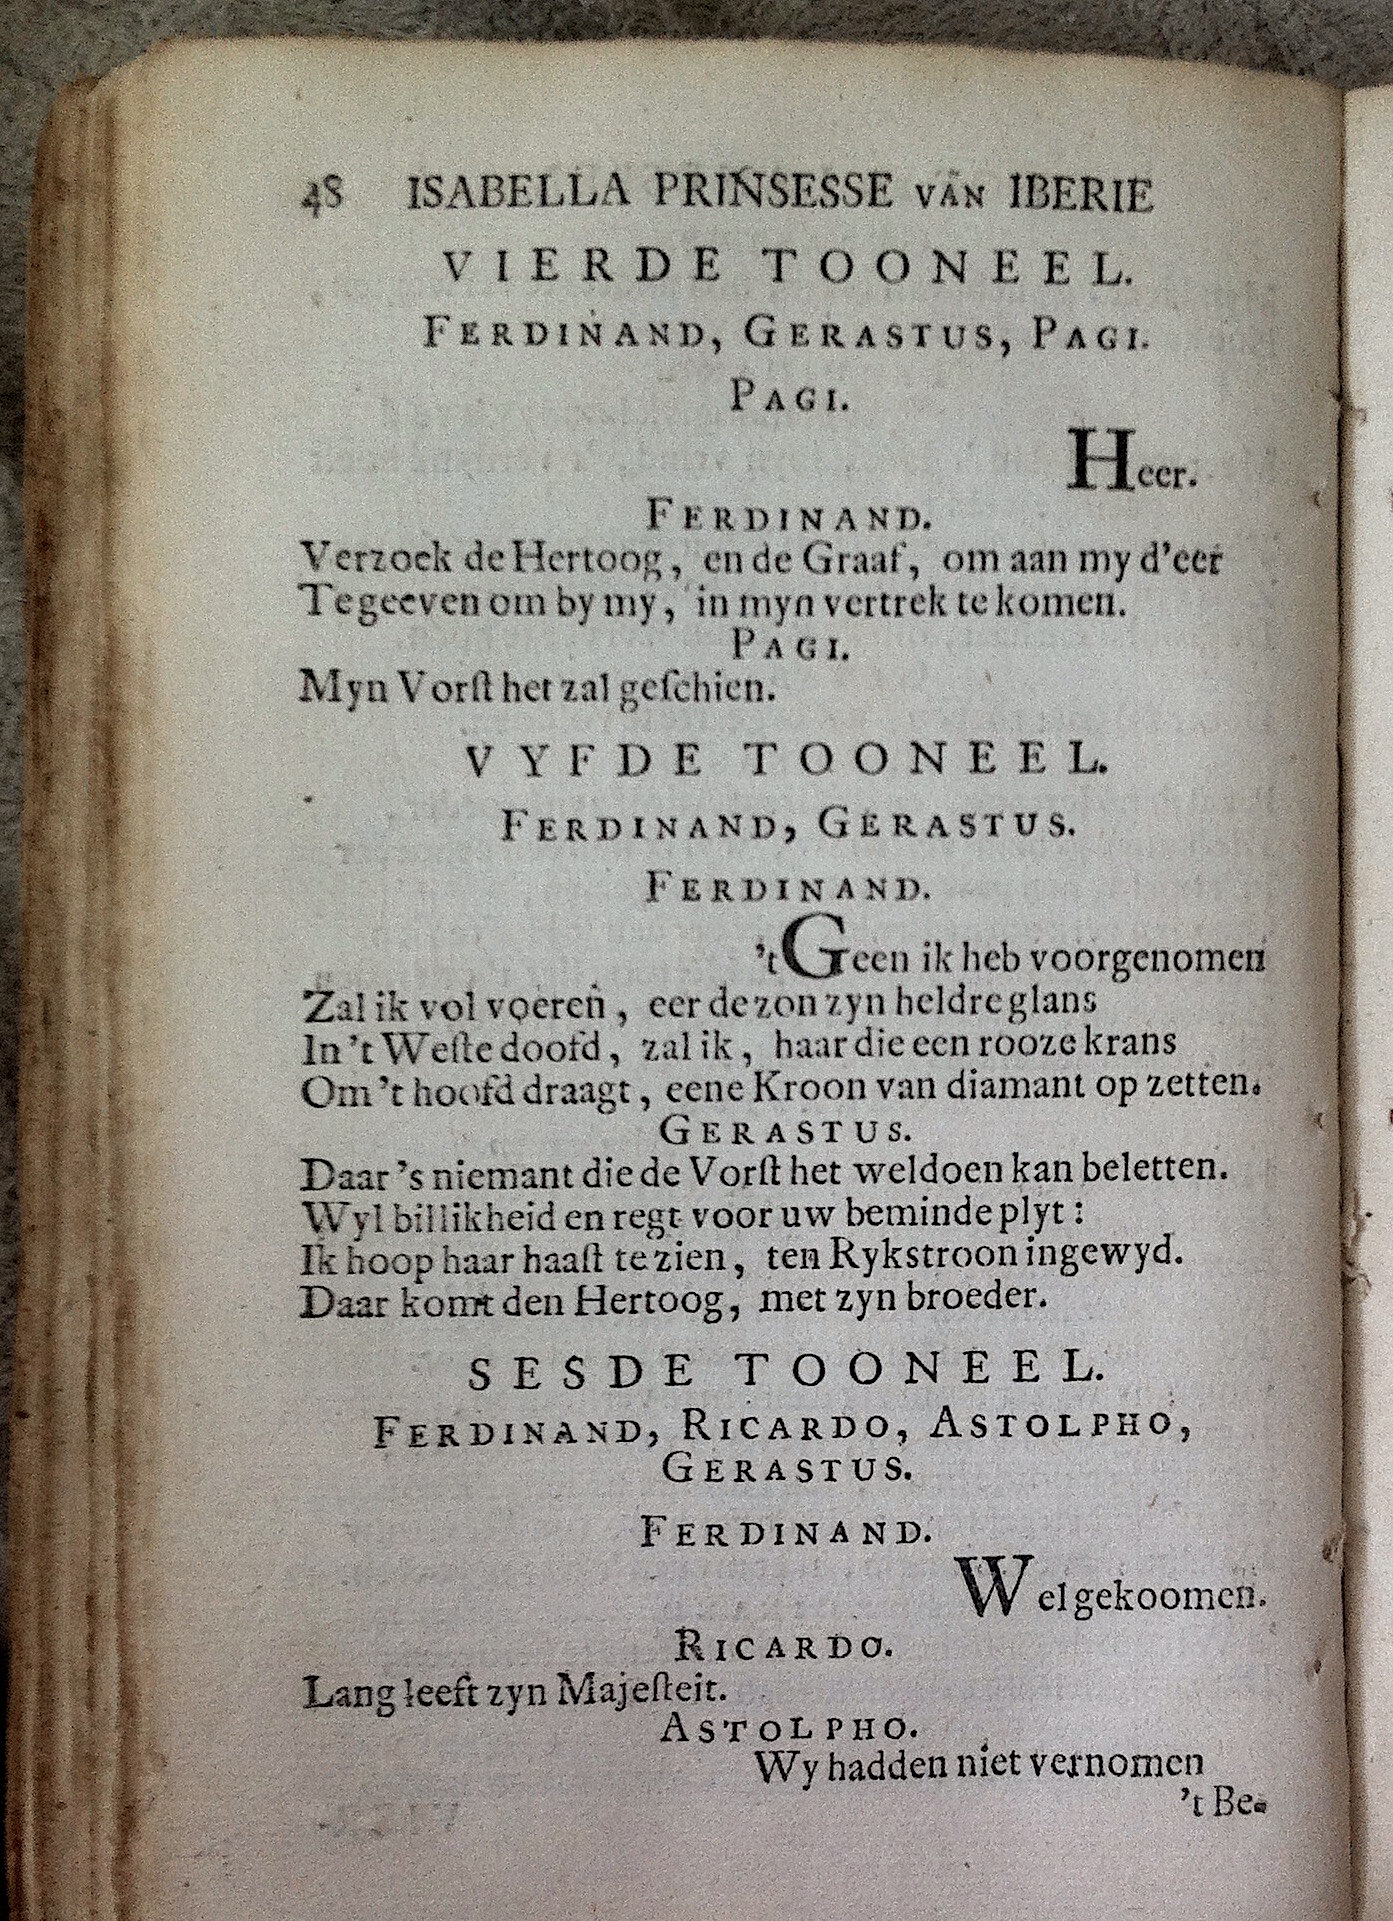 48 ISABELLA PRINSESSE VAN IBERIE
VIERDE TOONEEL.
FERDINAND, GERASTUS, PAGI.
PAGI.
Heer.
FERDINAND.
Verzoek de Hertoog, en de Graaf, om aan my d'eer
Te geeven om by my, in myn vertrek te komen.
PAGI.
Myn Vorſt het zal geſchien.
VYFDE TOONEEL.
FERDINAND, GERASTUS.
FERDINAND.
't Geen ik heb voorgenomen
Zal ik vol voeren, eer de zon zyn heldre glans
In 't Weſte doofd, zal ik, haar die een rooze krans
Om 't hoofd draagt, eene Kroon van diamant op zetten.
GERASTUS.
Daar 's niemant die de Vorſt het weldoen kan beletten.
Wyl billikheid en regt voor uw beminde plyt:
Ik hoop haar haaſt te zien, ten Rykstroon ingewyd.
Daar komt den Hertoog, met zyn broeder.
SESDE TOONEEL.
FERDINAND, RICARDO, ASTOLPHO,
GERASTUS.
FERDINAND.
Wel gekoomen.
RICARDO.
Lang leeft zyn Majeſteit.
ASTOLPHO.
Wy hadden niet vernomen
't Be-